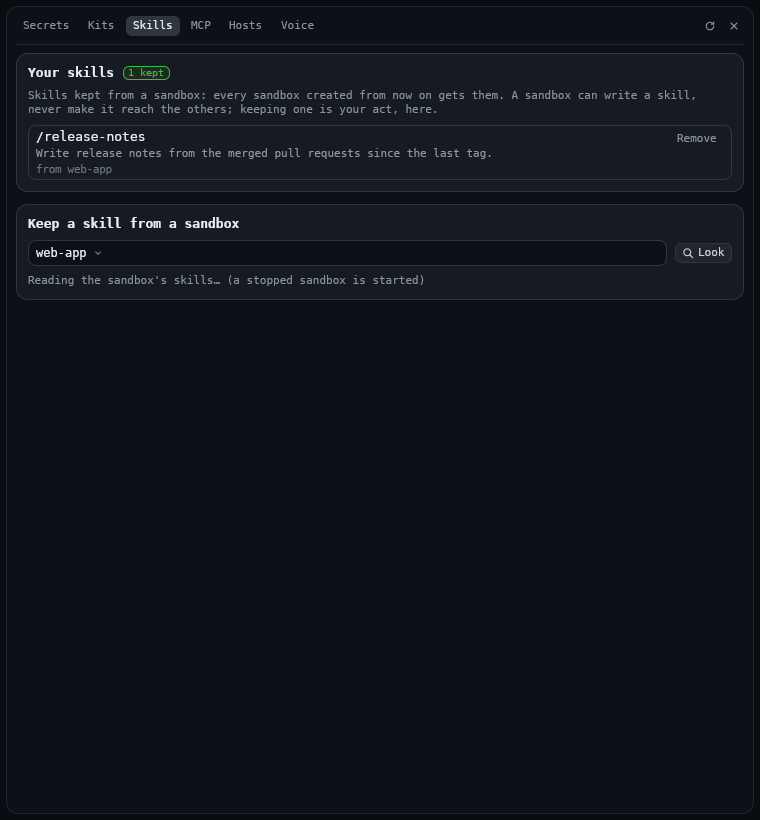 Secrets Kits Skills MCP Hosts Voice
Your skills 1 kept
Skills kept from a sandbox: every sandbox created from now on gets them. A sandbox can write a skill,
never make it reach the others; keeping one is your act, here.
/release-notes Remove
Write release notes from the merged pull requests since the last tag.
from web-app
Keep a skill from a sandbox
web-app Look
Reading the sandbox's skills… (a stopped sandbox is started)